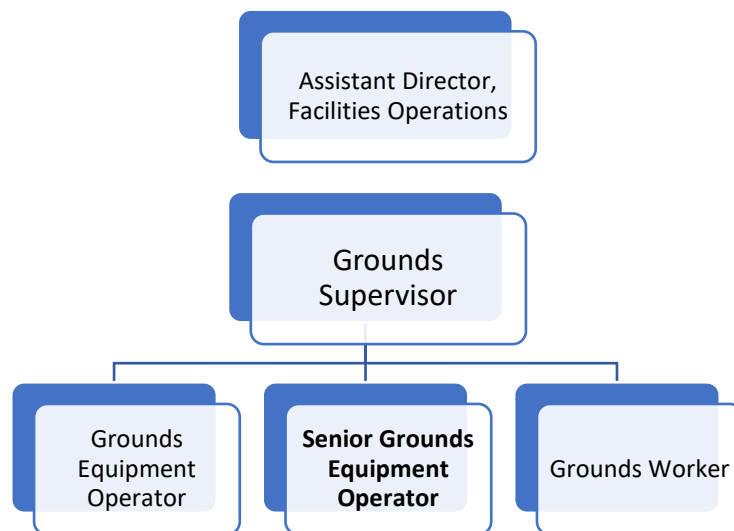 Assistant Director,
Facilities Operations
Grounds
Supervisor
Grounds
Equipment
Operator
Senior Grounds
Equipment
Operator
Grounds Worker